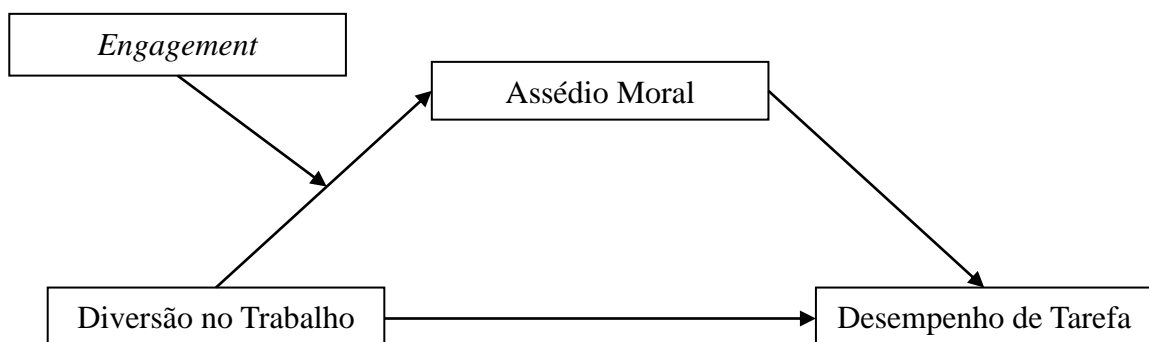 Engagement
Assédio Moral
Diversão no Trabalho
Desempenho de Tarefa